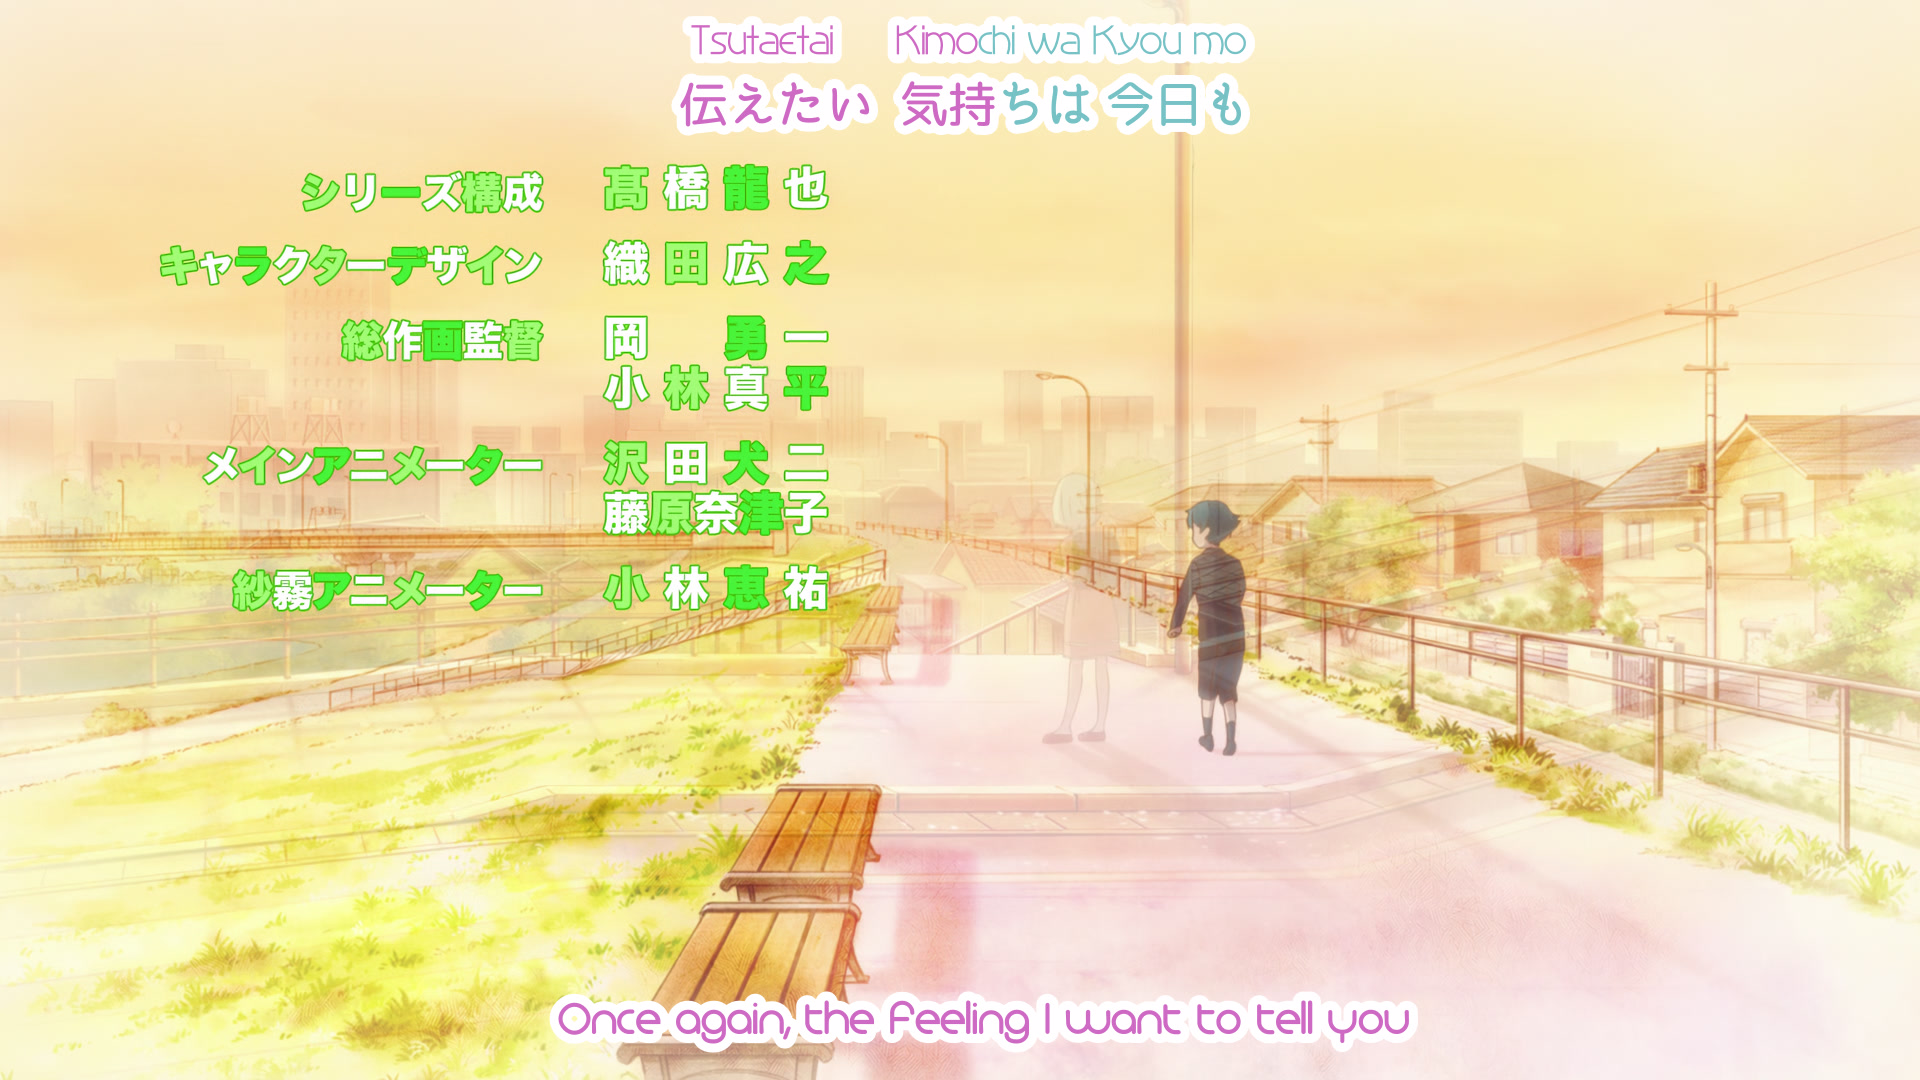 Tsutaetai Kimochi wa Kyou mo
伝えたい 気持ちは 今日も
シリーズ構成 髙橋龍也
キャラクターデザイン 織田広之
総作画監督 岡 勇一
小林真平
メインアニメーター 沢田犬二
藤原奈津子
紗霧アニメーター 小林恵祐
Once again, the feeling I want to tell you